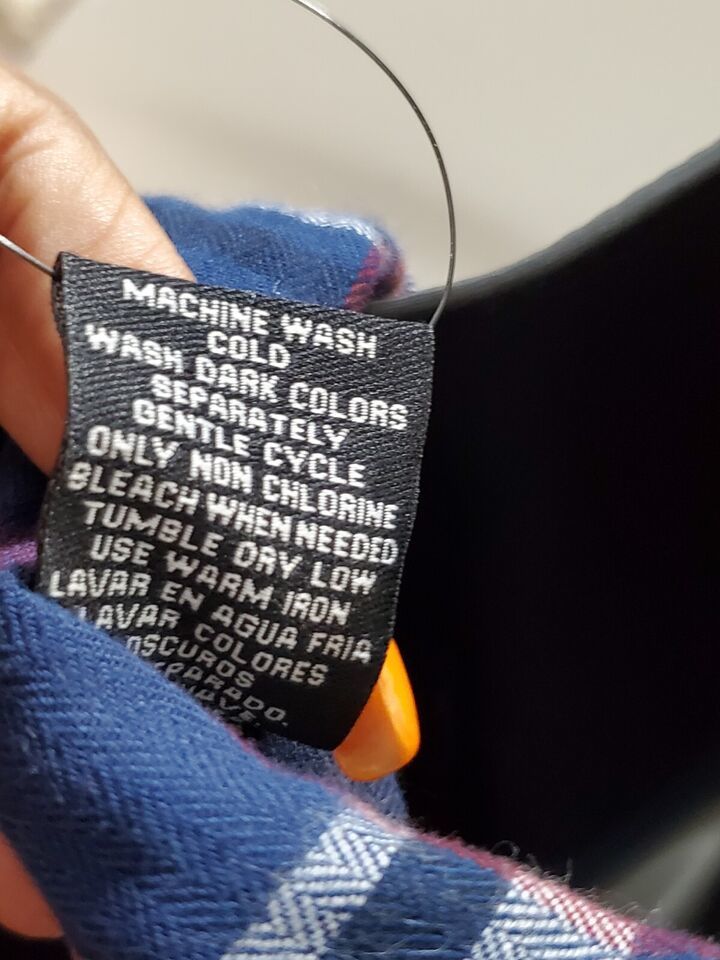 MACHINE WASH
COLD
WASH DARK COLORS
SEPARATELY
GENTLE CYCLE
ONLY NON CHLORINE
BLEACH WHEN NEEDED
TUMBLE DRY LOW
USE WARM IRON
LAVAR EN AGUA FRIA
LAVAR COLORES
OSCUROS